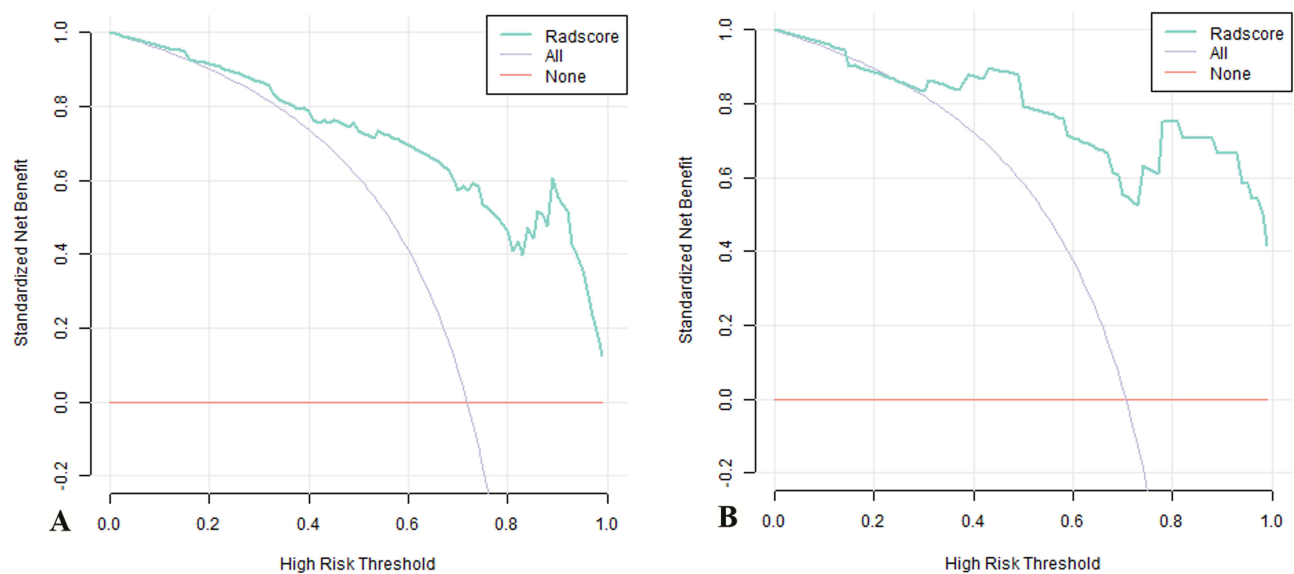 Radscore
All
None
Standardized Net Benefit
1.0
0.8
0.6
0.4
0.2
0.0
-0.2
0.0 0.2 0.4 0.6 0.8 1.0
High Risk Threshold
A
Radscore
All
None
Standardized Net Benefit
1.0
0.8
0.6
0.4
0.2
0.0
-0.2
0.0 0.2 0.4 0.6 0.8 1.0
High Risk Threshold
B